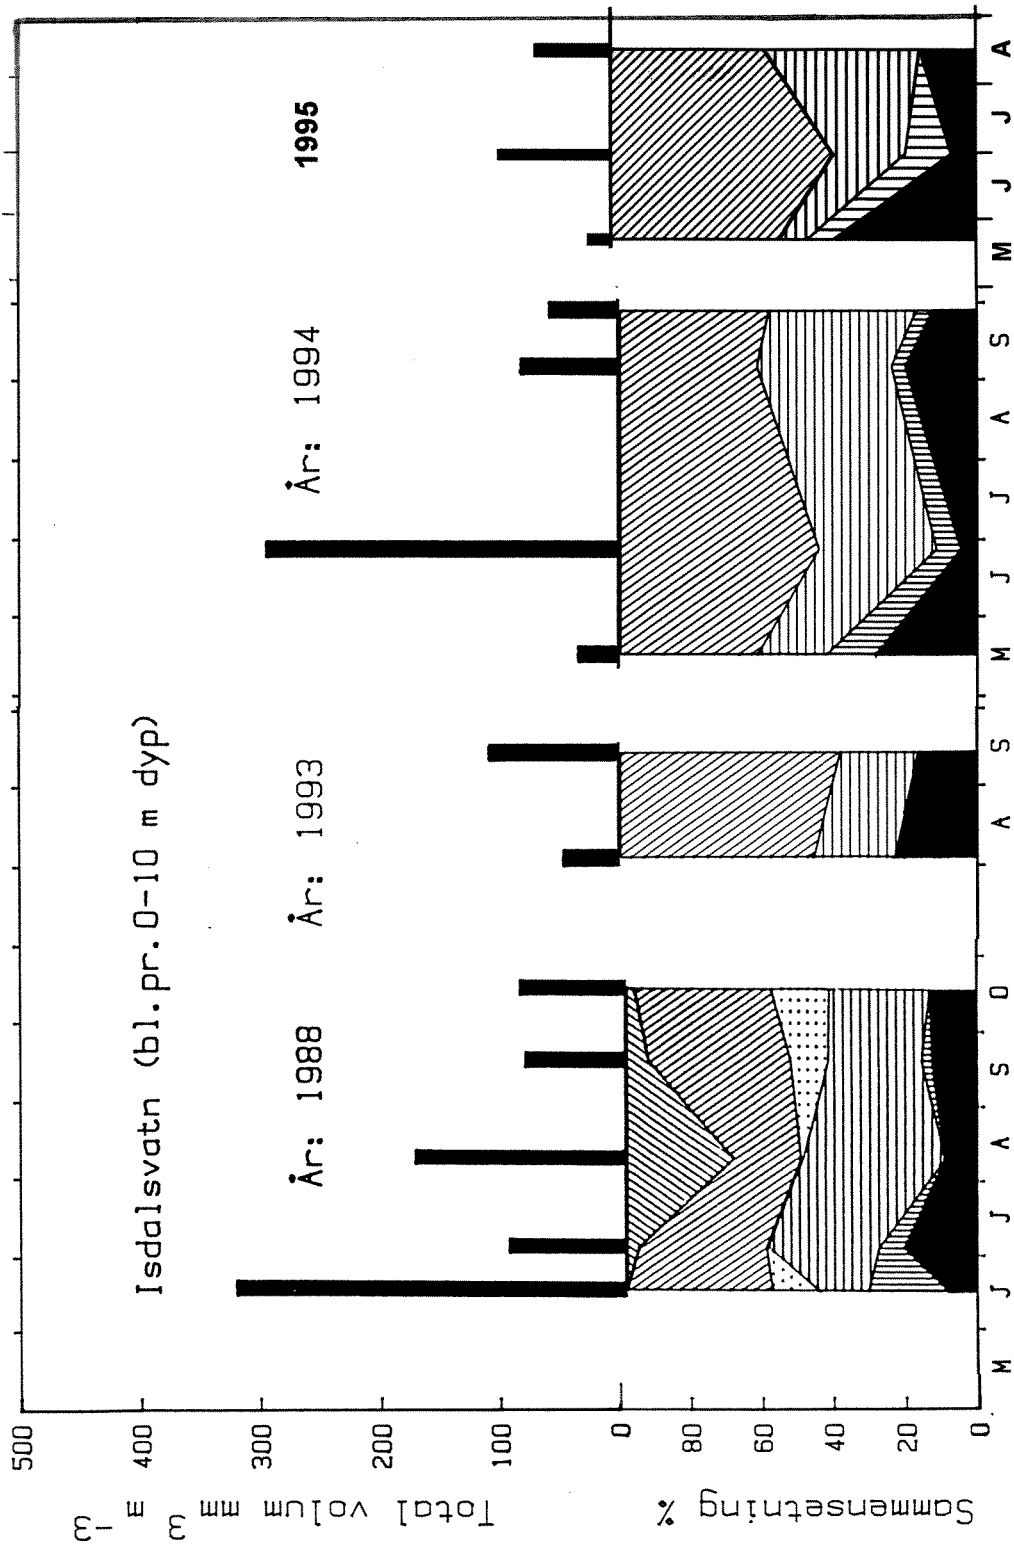 Isdalsvatn (bl.pr.0-10 m dyp)
År: 1988
År: 1993
År: 1994
1995
Total volum mm³ m⁻³
500
400
300
200
100
0
Sammensetning %
80
60
40
20
0
M J J A S O A S M J J A S M J J A